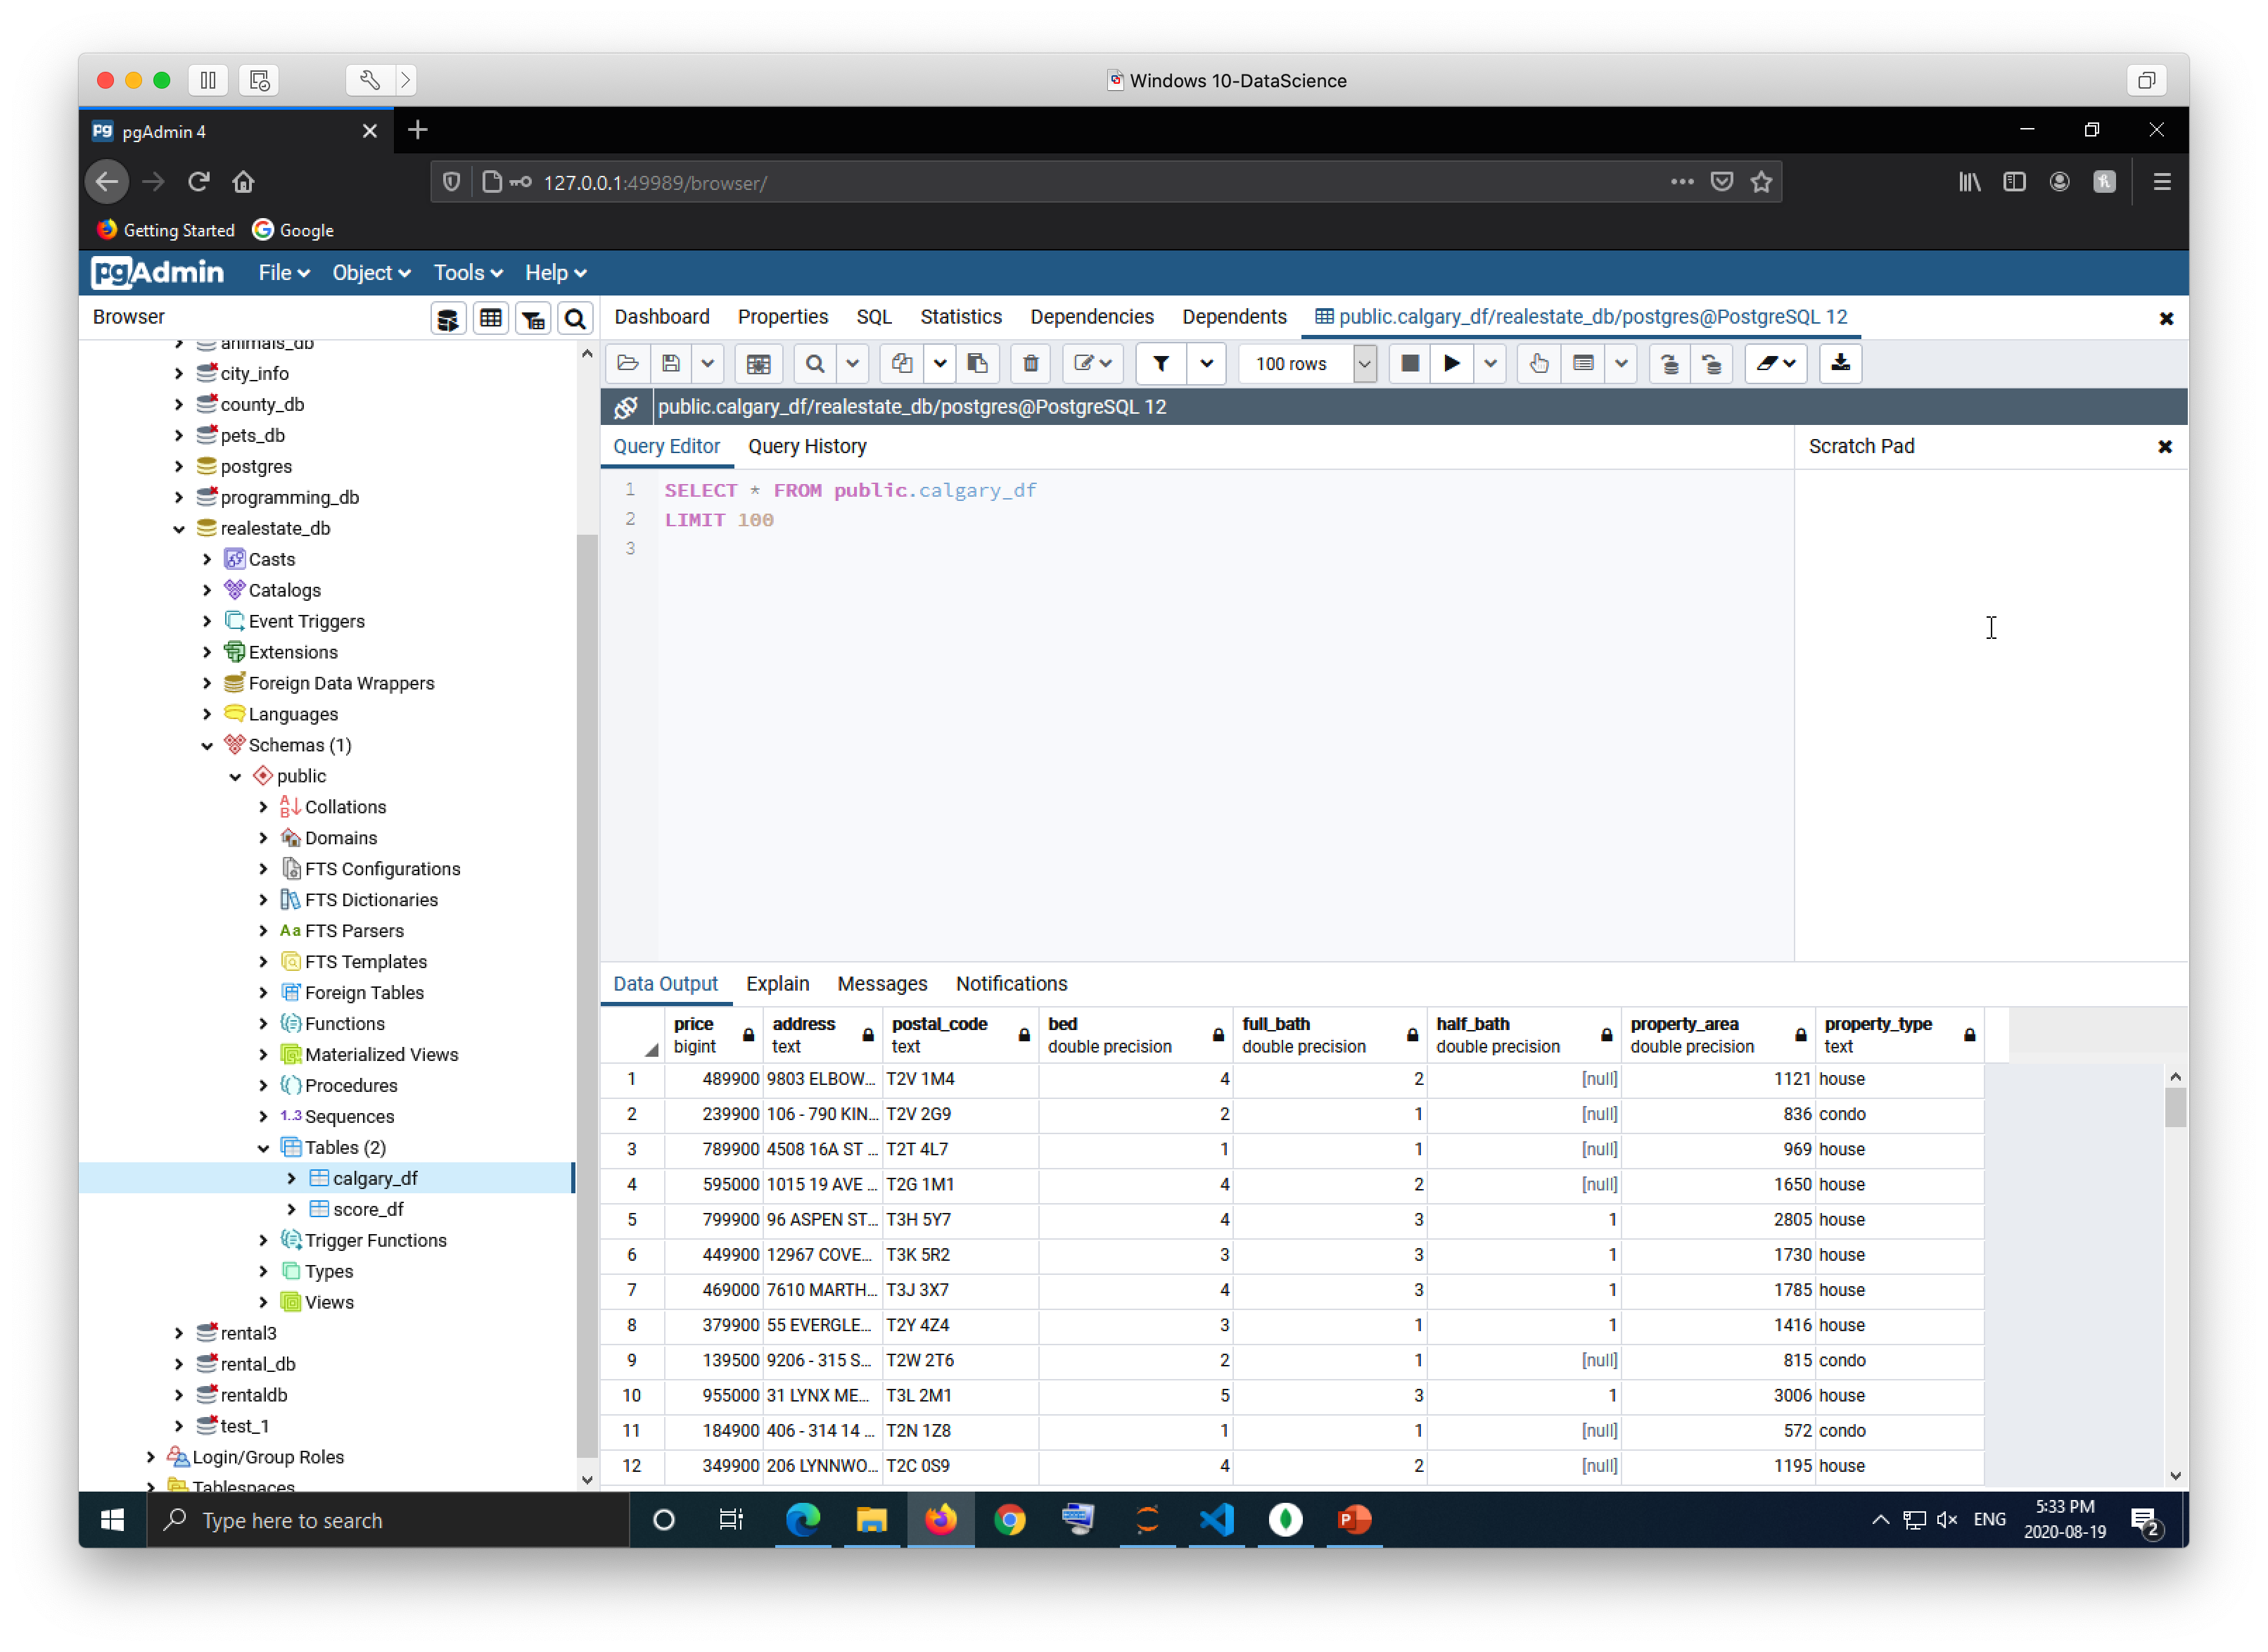 Windows 10-DataScience
pgAdmin 4
127.0.0.1:49989/browser/
Getting Started Google
pgAdmin File Object Tools Help
Browser
Dashboard Properties SQL Statistics Dependencies Dependents public.calgary_df/realestate_db/postgres@PostgreSQL 12
100 rows
public.calgary_df/realestate_db/postgres@PostgreSQL 12
Query Editor Query History
Scratch Pad
1 SELECT * FROM public.calgary_df
2 LIMIT 100
3
animals_db
city_info
county_db
pets_db
postgres
programming_db
realestate_db
Casts
Catalogs
Event Triggers
Extensions
Foreign Data Wrappers
Languages
Schemas (1)
public
Collations
Domains
FTS Configurations
FTS Dictionaries
Aa FTS Parsers
FTS Templates
Foreign Tables
Functions
Materialized Views
Procedures
1..3 Sequences
Tables (2)
calgary_df
score_df
Trigger Functions
Types
Views
rental3
rental_db
rentaldb
test_1
Login/Group Roles
Tablespaces
Data Output Explain Messages Notifications
price address postal_code bed full_bath half_bath property_area property_type
bigint text text double precision double precision double precision double precision text
1 489900 9803 ELBOW... T2V 1M4 4 2 [null] 1121 house
2 239900 106 - 790 KIN... T2V 2G9 2 1 [null] 836 condo
3 789900 4508 16A ST ... T2T 4L7 1 1 [null] 969 house
4 595000 1015 19 AVE ... T2G 1M1 4 2 [null] 1650 house
5 799900 96 ASPEN ST... T3H 5Y7 4 3 1 2805 house
6 449900 12967 COVE... T3K 5R2 3 3 1 1730 house
7 469000 7610 MARTH... T3J 3X7 4 3 1 1785 house
8 379900 55 EVERGLE... T2Y 4Z4 3 1 1 1416 house
9 139500 9206 - 315 S... T2W 2T6 2 1 [null] 815 condo
10 955000 31 LYNX ME... T3L 2M1 5 3 1 3006 house
11 184900 406 - 314 14 ... T2N 1Z8 1 1 [null] 572 condo
12 349900 206 LYNNWO... T2C 0S9 4 2 [null] 1195 house
Type here to search
ENG
5:33 PM
2020-08-19
2